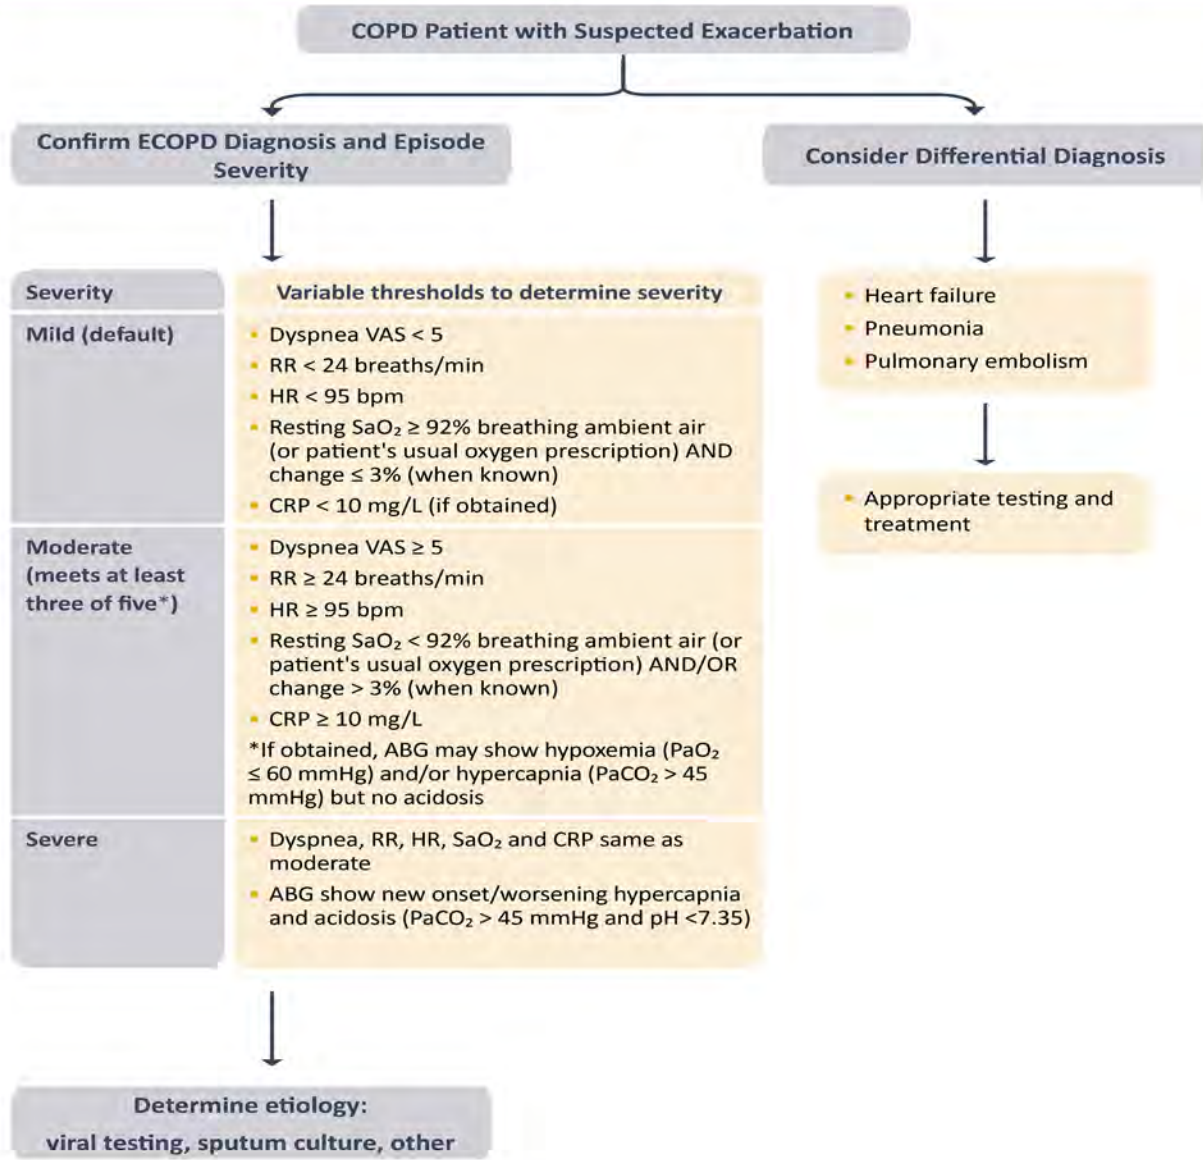 COPD Patient with Suspected Exacerbation
Confirm ECOPD Diagnosis and Episode
Severity
Consider Differential Diagnosis
Severity
Variable thresholds to determine severity
Mild (default)
• Dyspnea VAS < 5
• RR < 24 breaths/min
• HR < 95 bpm
• Resting SaO₂ ≥ 92% breathing ambient air
(or patient's usual oxygen prescription) AND
change ≤ 3% (when known)
• CRP < 10 mg/L (if obtained)
Moderate
(meets at least
three of five*)
• Dyspnea VAS ≥ 5
• RR ≥ 24 breaths/min
• HR ≥ 95 bpm
• Resting SaO₂ < 92% breathing ambient air (or
patient's usual oxygen prescription) AND/OR
change > 3% (when known)
• CRP ≥ 10 mg/L
*If obtained, ABG may show hypoxemia (PaO₂
≤ 60 mmHg) and/or hypercapnia (PaCO₂ > 45
mmHg) but no acidosis
Severe
• Dyspnea, RR, HR, SaO₂ and CRP same as
moderate
• ABG show new onset/worsening hypercapnia
and acidosis (PaCO₂ > 45 mmHg and pH <7.35)
Determine etiology:
viral testing, sputum culture, other
• Heart failure
• Pneumonia
• Pulmonary embolism
• Appropriate testing and
treatment